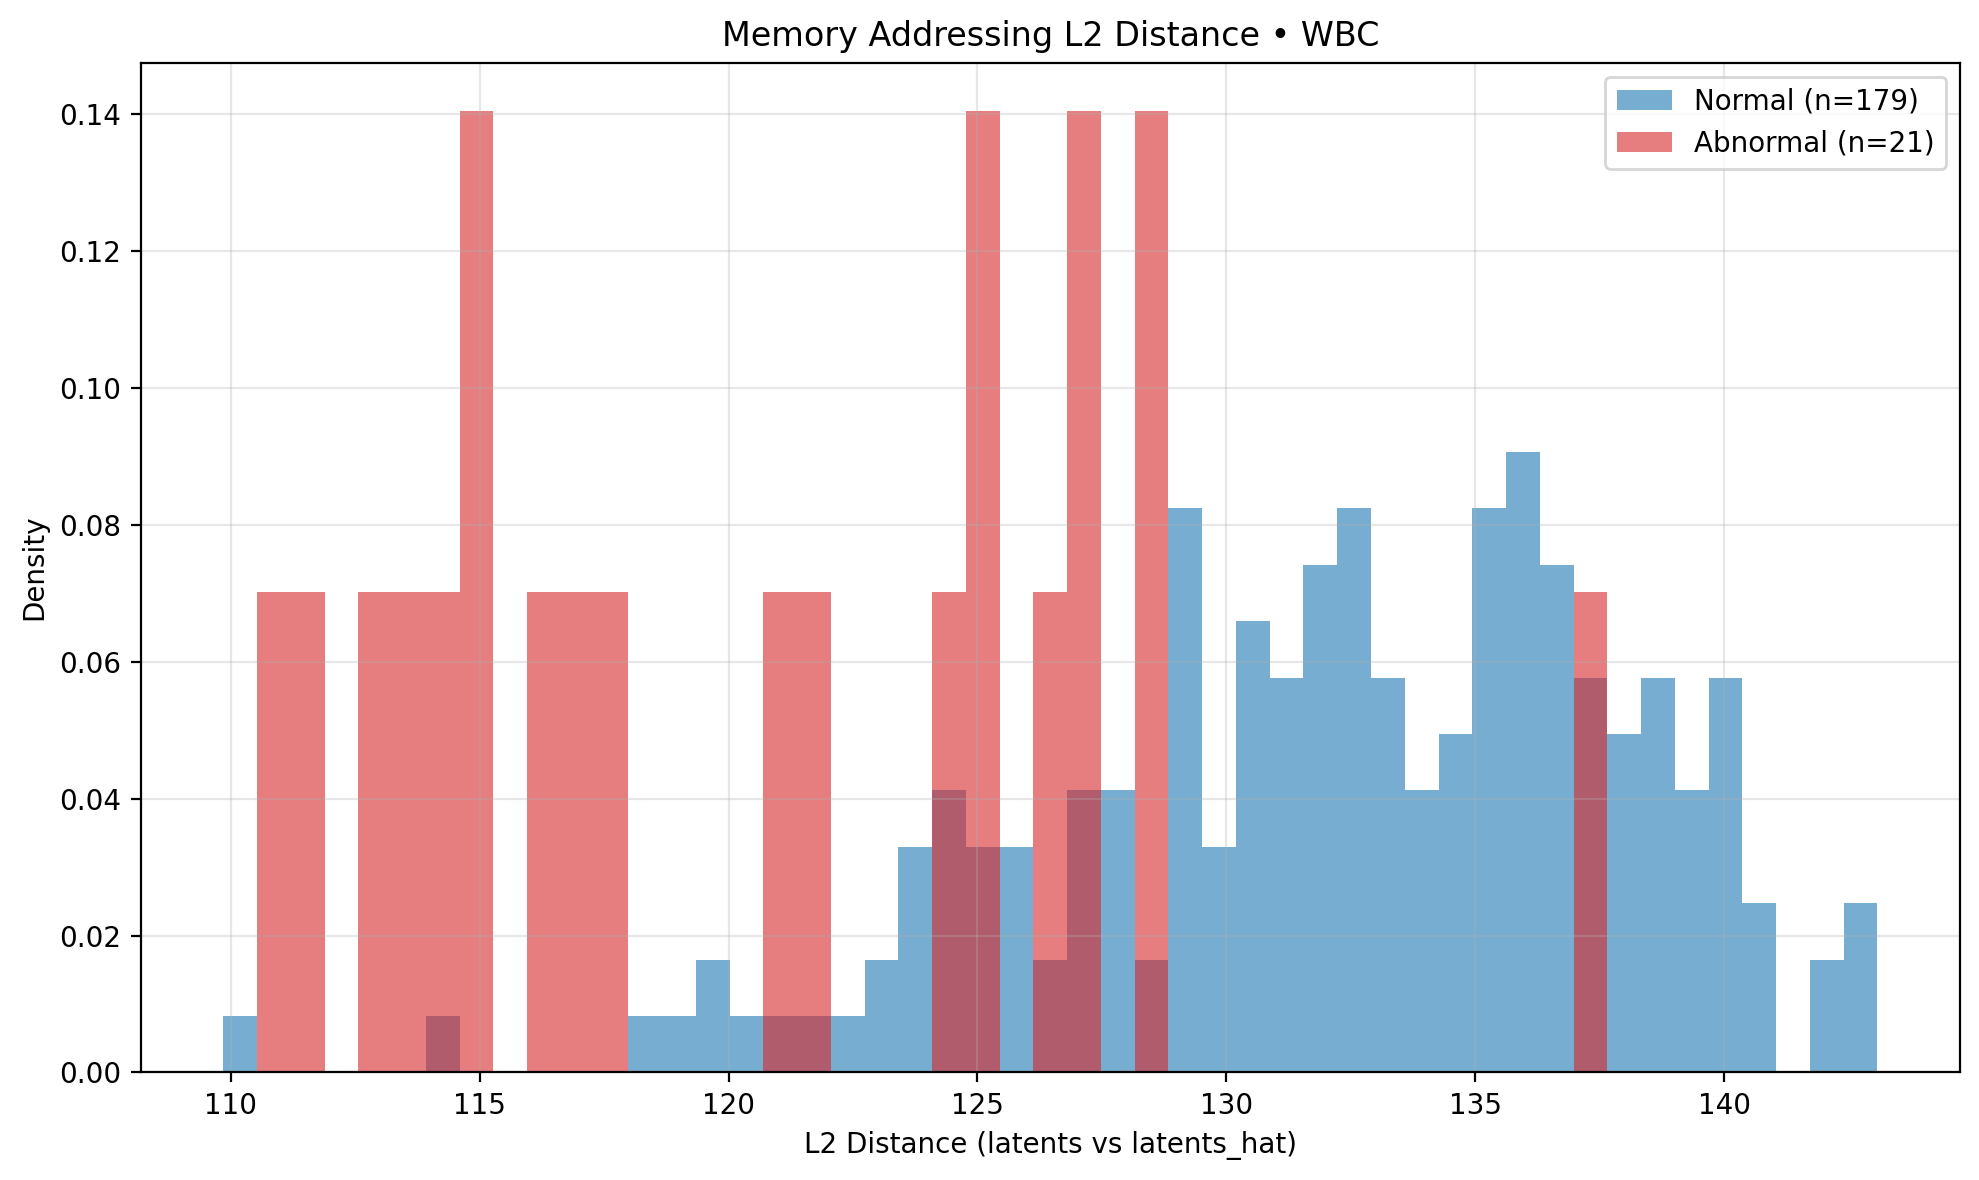 Memory Addressing L2 Distance • WBC
Normal (n=179)
Abnormal (n=21)
Density
0.14
0.12
0.10
0.08
0.06
0.04
0.02
0.00
110 115 120 125 130 135 140
L2 Distance (latents vs latents_hat)